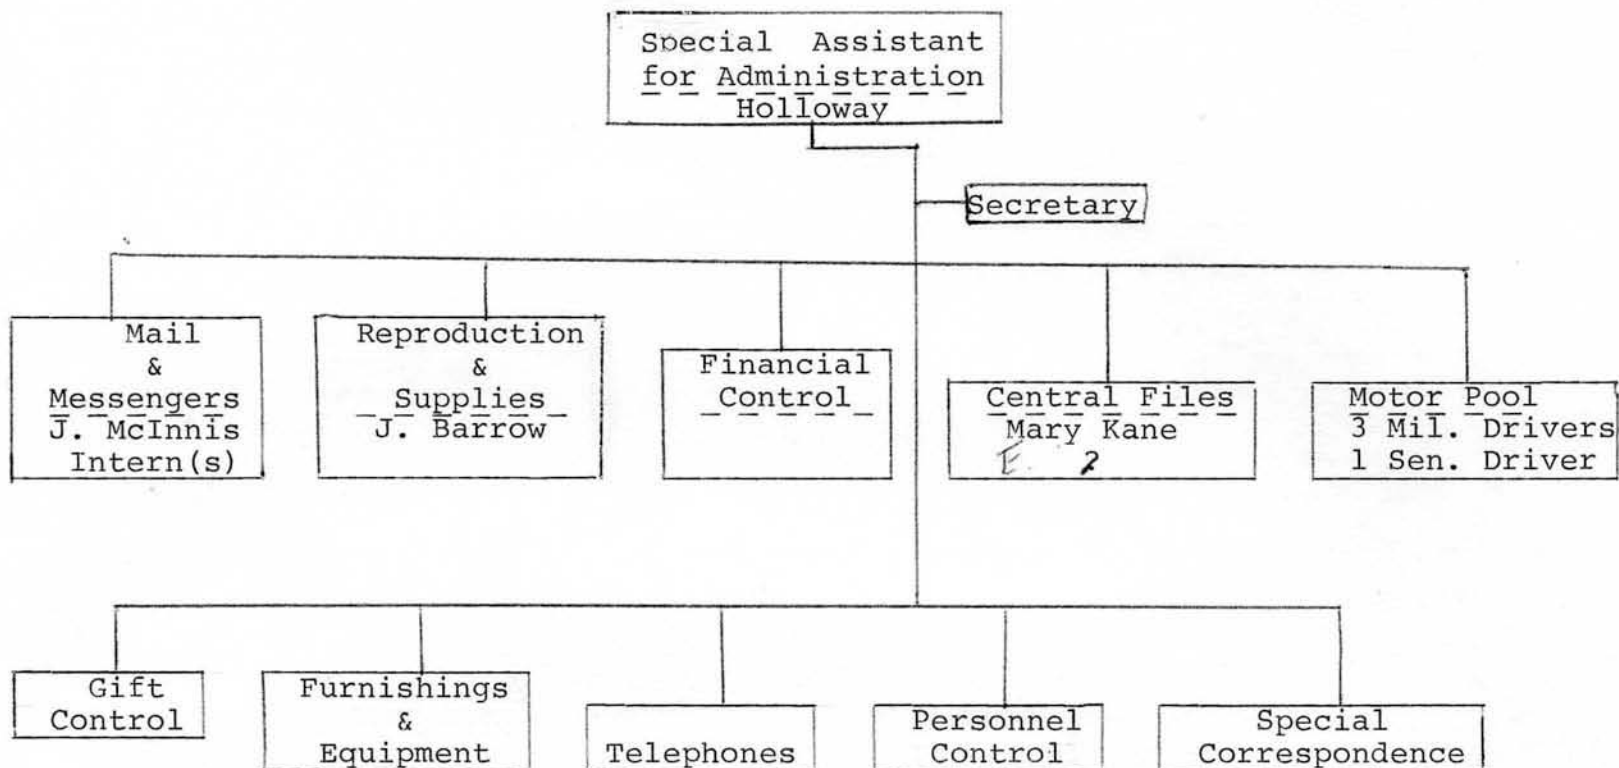 Special Assistant
for Administration
Holloway
Secretary
Mail
&
Messengers
J. McInnis
Intern(s)
Reproduction
&
Supplies
J. Barrow
Financial
Control
Central Files
Mary Kane
E. ?
Motor Pool
3 Mil. Drivers
1 Sen. Driver
Gift
Control
Furnishings
&
Equipment
Telephones
Personnel
Control
Special
Correspondence